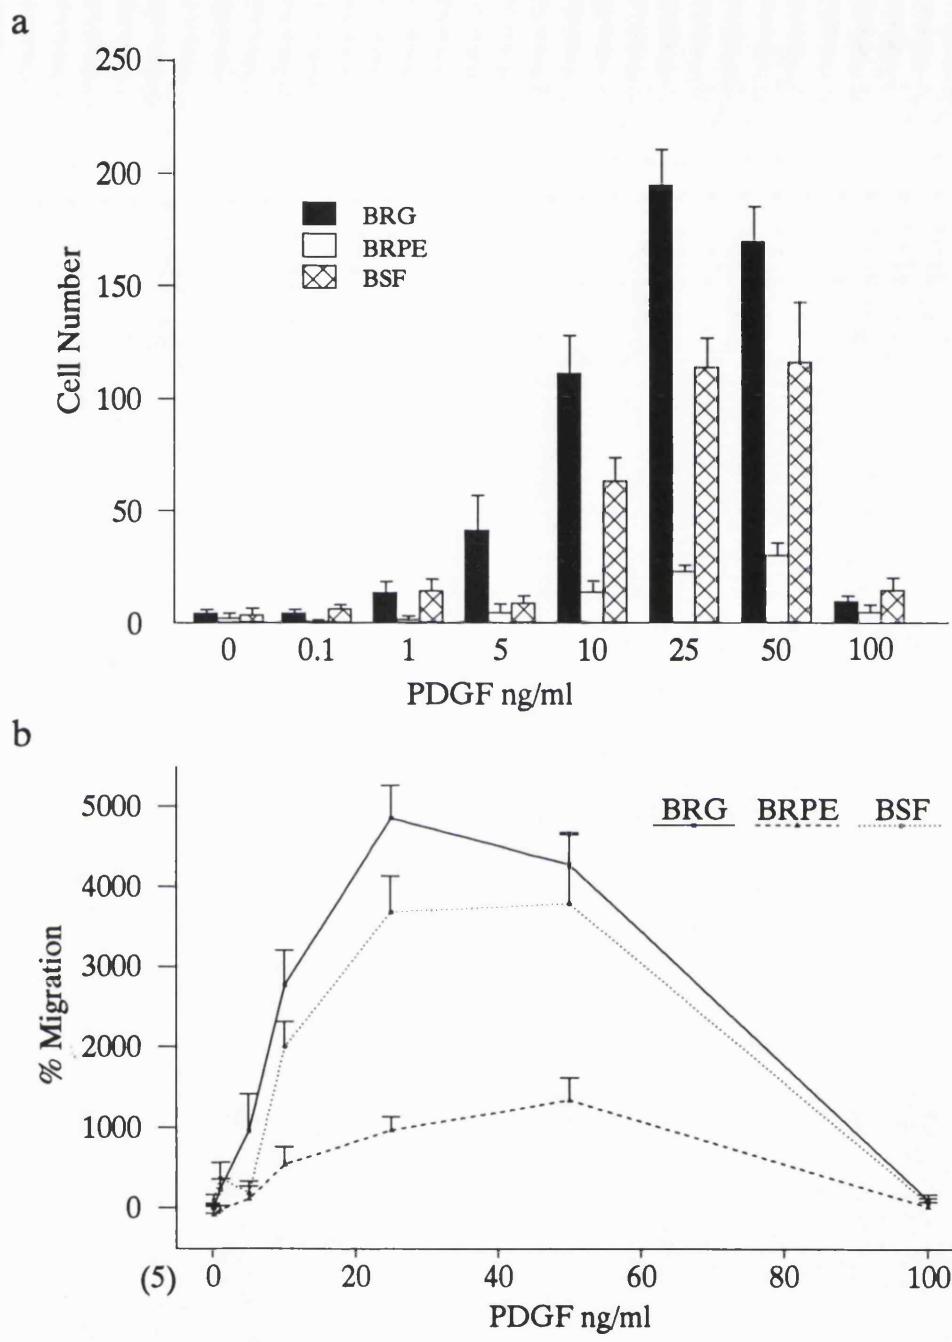 a
250
200
150
100
50
0
Cell Number
BRG
BRPE
BSF
0 0.1 1 5 10 25 50 100
PDGF ng/ml
b
5000
4000
3000
2000
1000
0
% Migration
BRG BRPE BSF
(5) 0 20 40 60 80 100
PDGF ng/ml